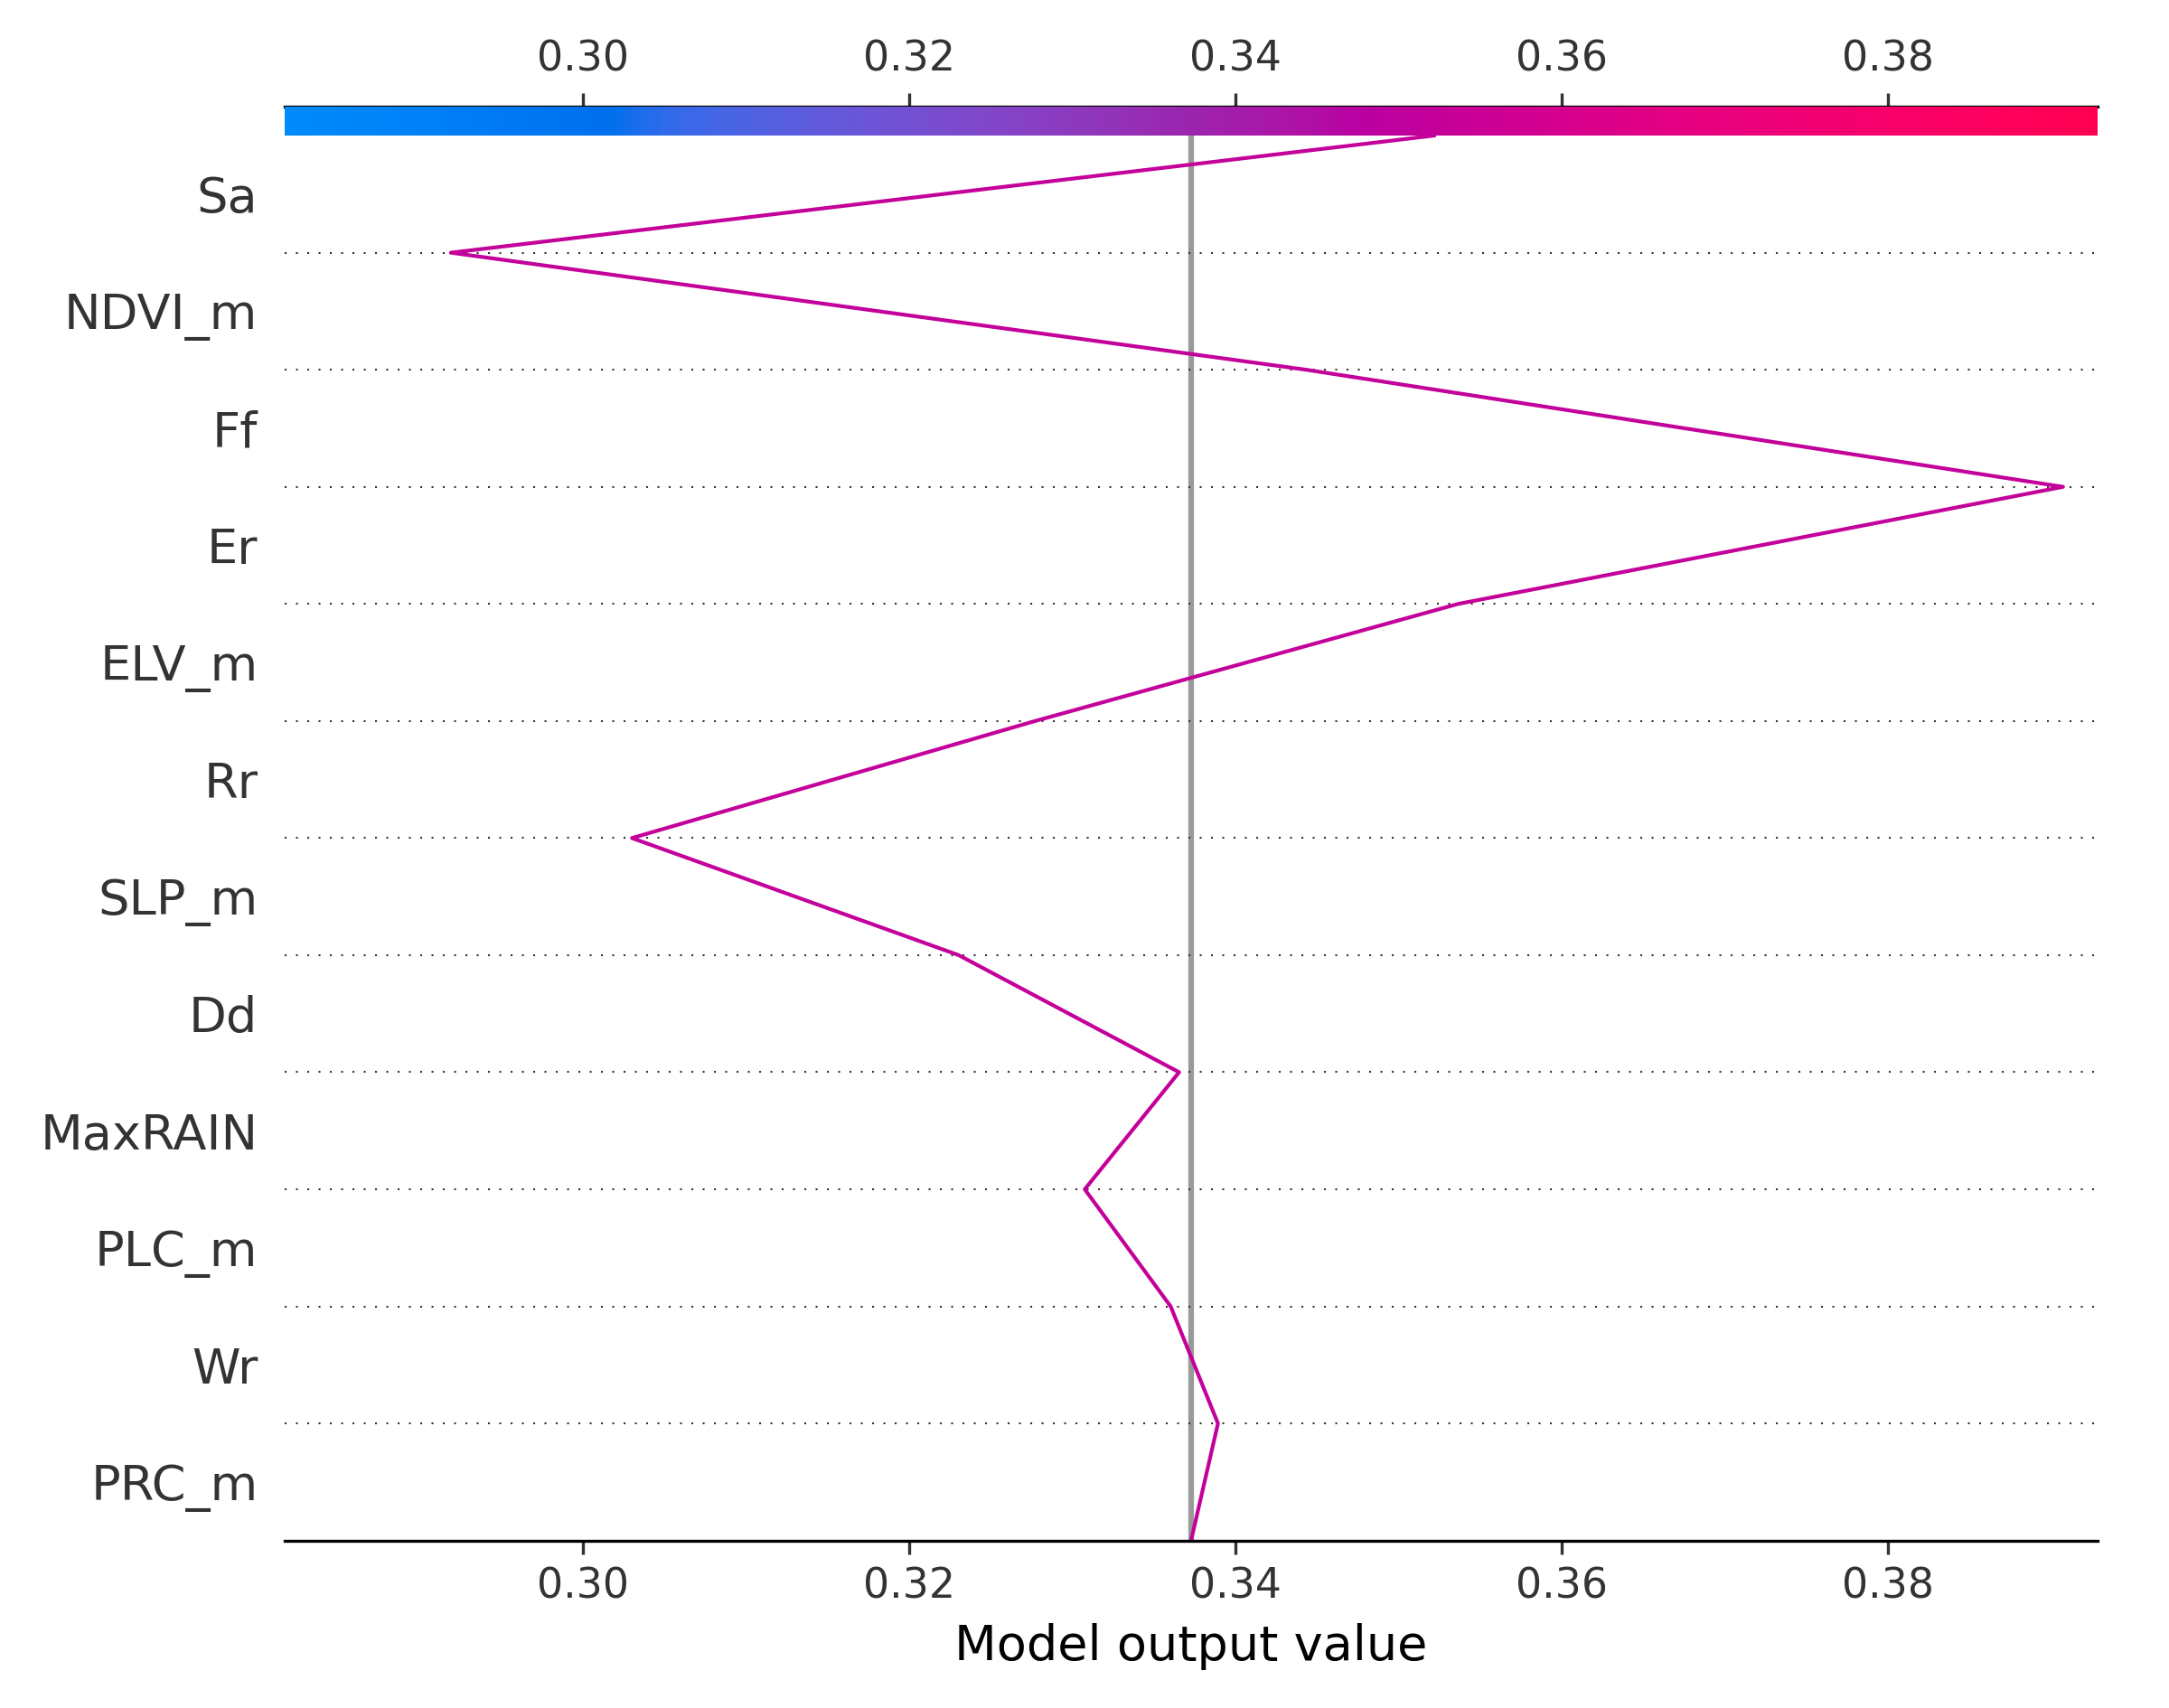 0.30 0.32 0.34 0.36 0.38
Sa
NDVI_m
Ff
Er
ELV_m
Rr
SLP_m
Dd
MaxRAIN
PLC_m
Wr
PRC_m
0.30 0.32 0.34 0.36 0.38
Model output value